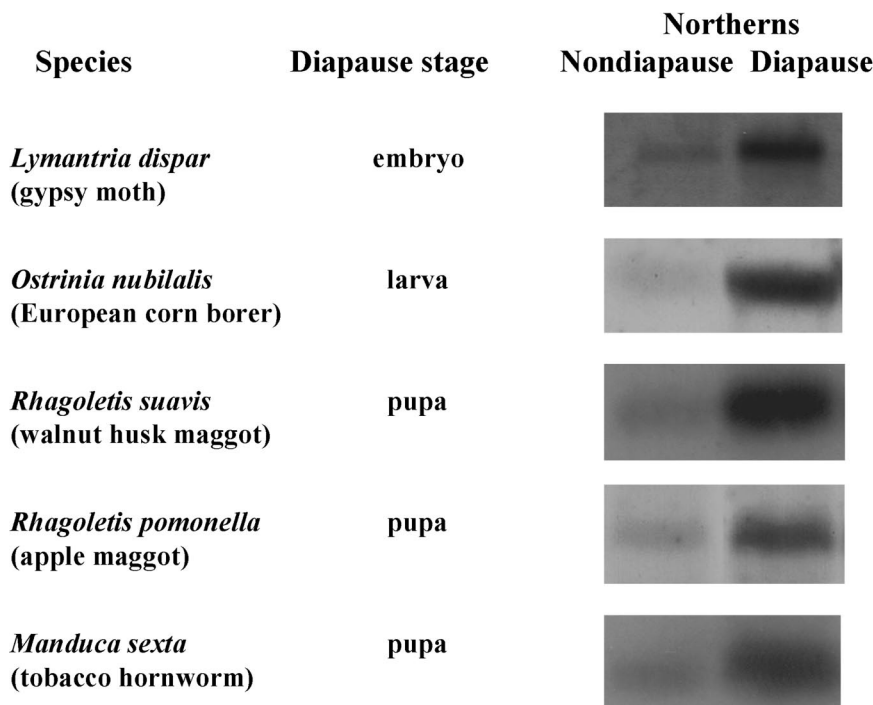 Northerns
Species Diapause stage Nondiapause Diapause
Lymantria dispar embryo
(gypsy moth)
Ostrinia nubilalis larva
(European corn borer)
Rhagoletis suavis pupa
(walnut husk maggot)
Rhagoletis pomonella pupa
(apple maggot)
Manduca sexta pupa
(tobacco hornworm)